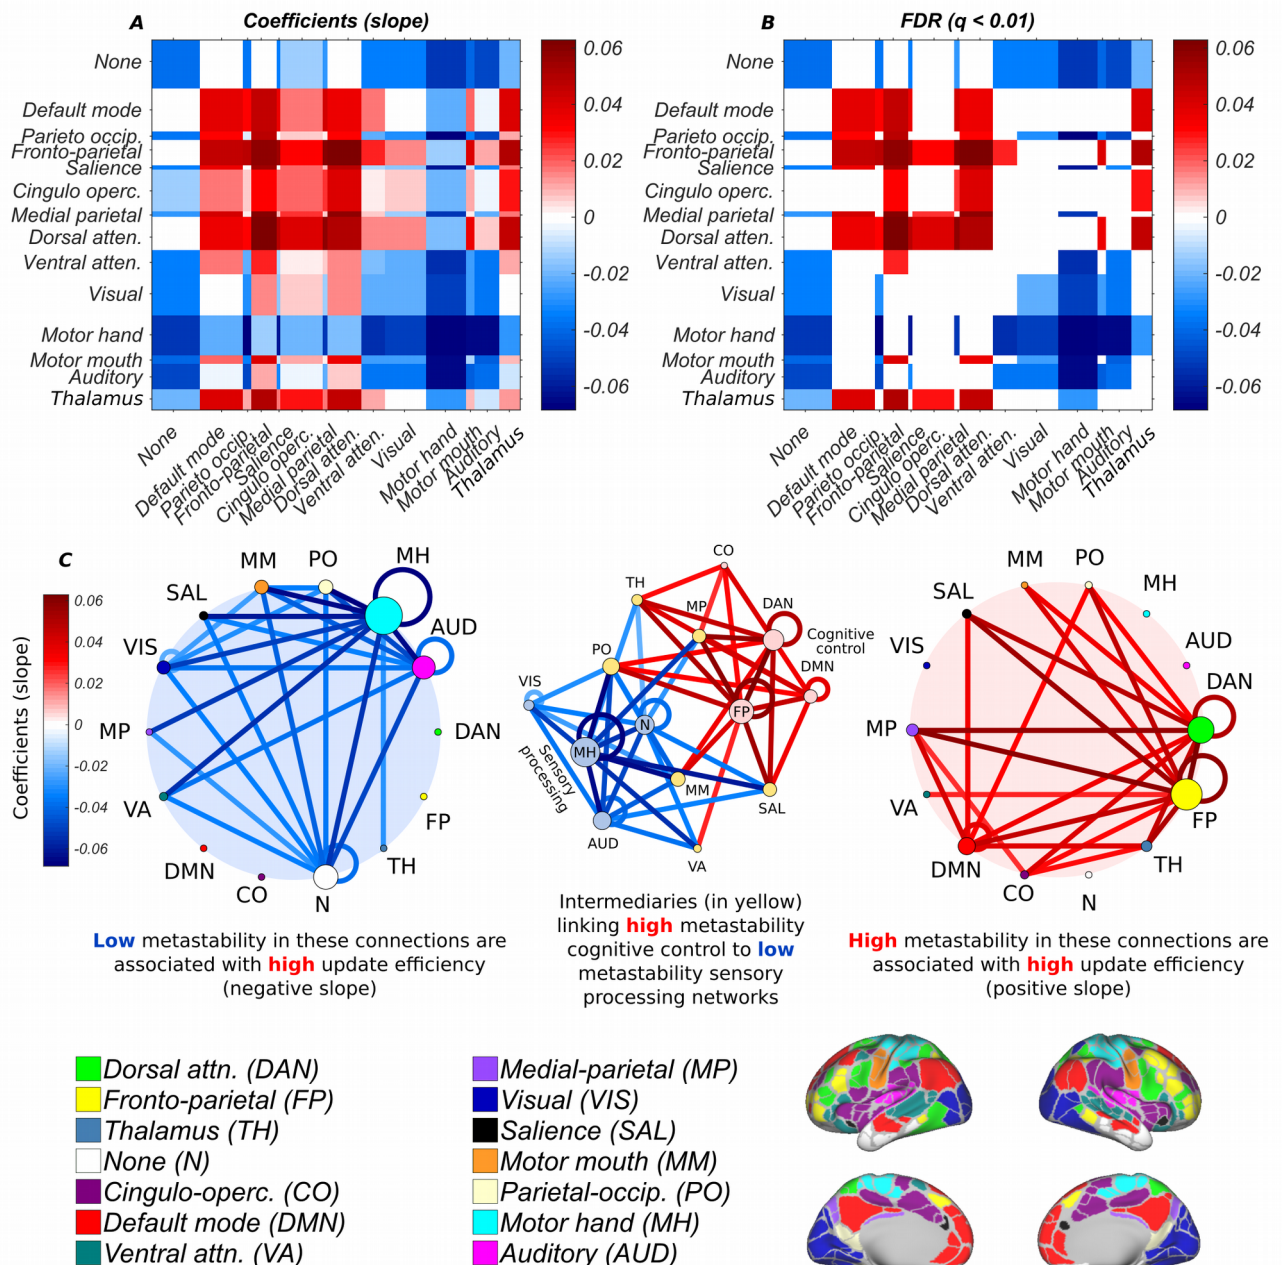 A
Coefficients (slope)
None
Default mode
Parieto occip.
Fronto-parietal
Salience
Cingulo operc.
Medial parietal
Dorsal atten.
Ventral atten.
Visual
Motor hand
Motor mouth
Auditory
Thalamus
None
Default mode
Parieto occip.
Fronto-parietal
Salience
Cingulo operc.
Medial parietal
Dorsal atten.
Ventral atten.
Visual
Motor hand
Motor mouth
Auditory
Thalamus
0.06
0.04
0.02
0
-0.02
-0.04
-0.06
B
FDR (q < 0.01)
None
Default mode
Parieto occip.
Fronto-parietal
Salience
Cingulo operc.
Medial parietal
Dorsal atten.
Ventral atten.
Visual
Motor hand
Motor mouth
Auditory
Thalamus
None
Default mode
Parieto occip.
Fronto-parietal
Salience
Cingulo operc.
Medial parietal
Dorsal atten.
Ventral atten.
Visual
Motor hand
Motor mouth
Auditory
Thalamus
0.06
0.04
0.02
0
-0.02
-0.04
-0.06
C
Coefficients (slope)
0.06
0.04
0.02
0
-0.02
-0.04
-0.06
MM
PO
MH
SAL
AUD
VIS
MP
DAN
VA
FP
DMN
TH
CO
N
Low metastability in these connections are
associated with high update efficiency
(negative slope)
CO
TH
MP
DAN
Cognitive
control
PO
DMN
VIS
FP
N
MH
Sensory
processing
MM
SAL
AUD
VA
Intermediaries (in yellow)
linking high metastability
cognitive control to low
metastability sensory
processing networks
MM
PO
MH
SAL
AUD
VIS
DAN
MP
VA
FP
DMN
TH
CO
N
High metastability in these connections are
associated with high update efficiency
(positive slope)
Dorsal attn. (DAN)
Fronto-parietal (FP)
Thalamus (TH)
None (N)
Cingulo-operc. (CO)
Default mode (DMN)
Ventral attn. (VA)
Medial-parietal (MP)
Visual (VIS)
Salience (SAL)
Motor mouth (MM)
Parietal-occip. (PO)
Motor hand (MH)
Auditory (AUD)